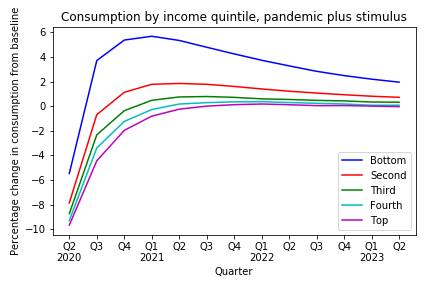 Consumption by income quintile, pandemic plus stimulus
Percentage change in consumption from baseline
6
4
2
0
−2
−4
−6
−8
−10
Bottom
Second
Third
Fourth
Top
Q2 Q3 Q4 Q1 Q2 Q3 Q4 Q1 Q2 Q3 Q4 Q1 Q2
2020 2021 2022 2023
Quarter